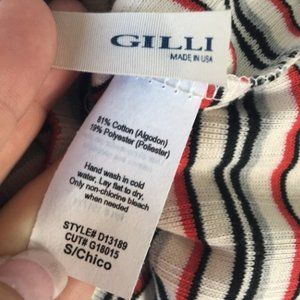 GILLI
MADE IN USA
81% Cotton (Algodon)
19% Polyester (Poliester)
Hand wash in cold
water. Lay flat to dry.
Only non-chlorine bleach
when needed
STYLE# D13189
CUT# G18015
S/Chico